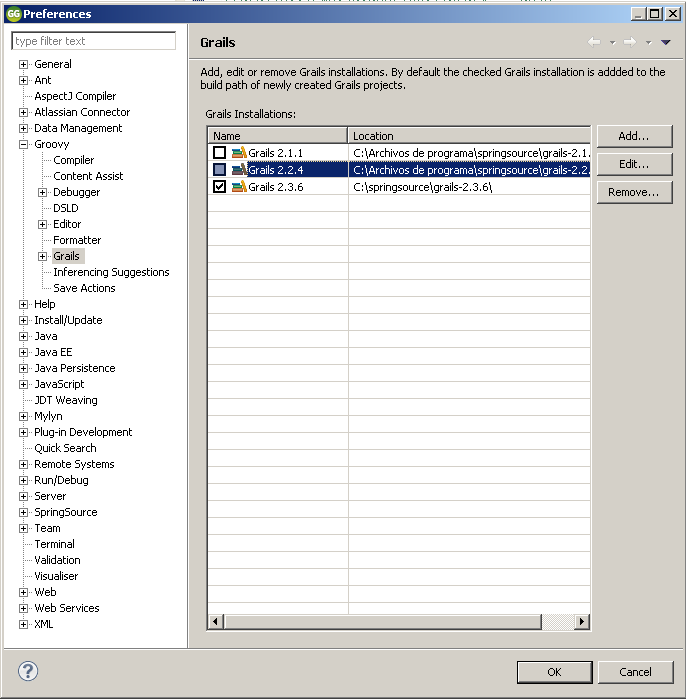 Preferences
type filter text
General
Ant
AspectJ Compiler
Atlassian Connector
Data Management
Groovy
Compiler
Content Assist
Debugger
DSLD
Editor
Formatter
Grails
Inferencing Suggestions
Save Actions
Help
Install/Update
Java
Java EE
Java Persistence
JavaScript
JDT Weaving
Mylyn
Plug-in Development
Quick Search
Remote Systems
Run/Debug
Server
SpringSource
Team
Terminal
Validation
Visualiser
Web
Web Services
XML
Grails
Add, edit or remove Grails installations. By default the checked Grails installation is addded to the
build path of newly created Grails projects.
Grails Installations:
Name Location
Grails 2.1.1 C:\Archivos de programa\springsource\grails-2.1.
Grails 2.2.4 C:\Archivos de programa\springsource\grails-2.2.
Grails 2.3.6 C:\springsource\grails-2.3.6\
Add...
Edit...
Remove...
OK Cancel